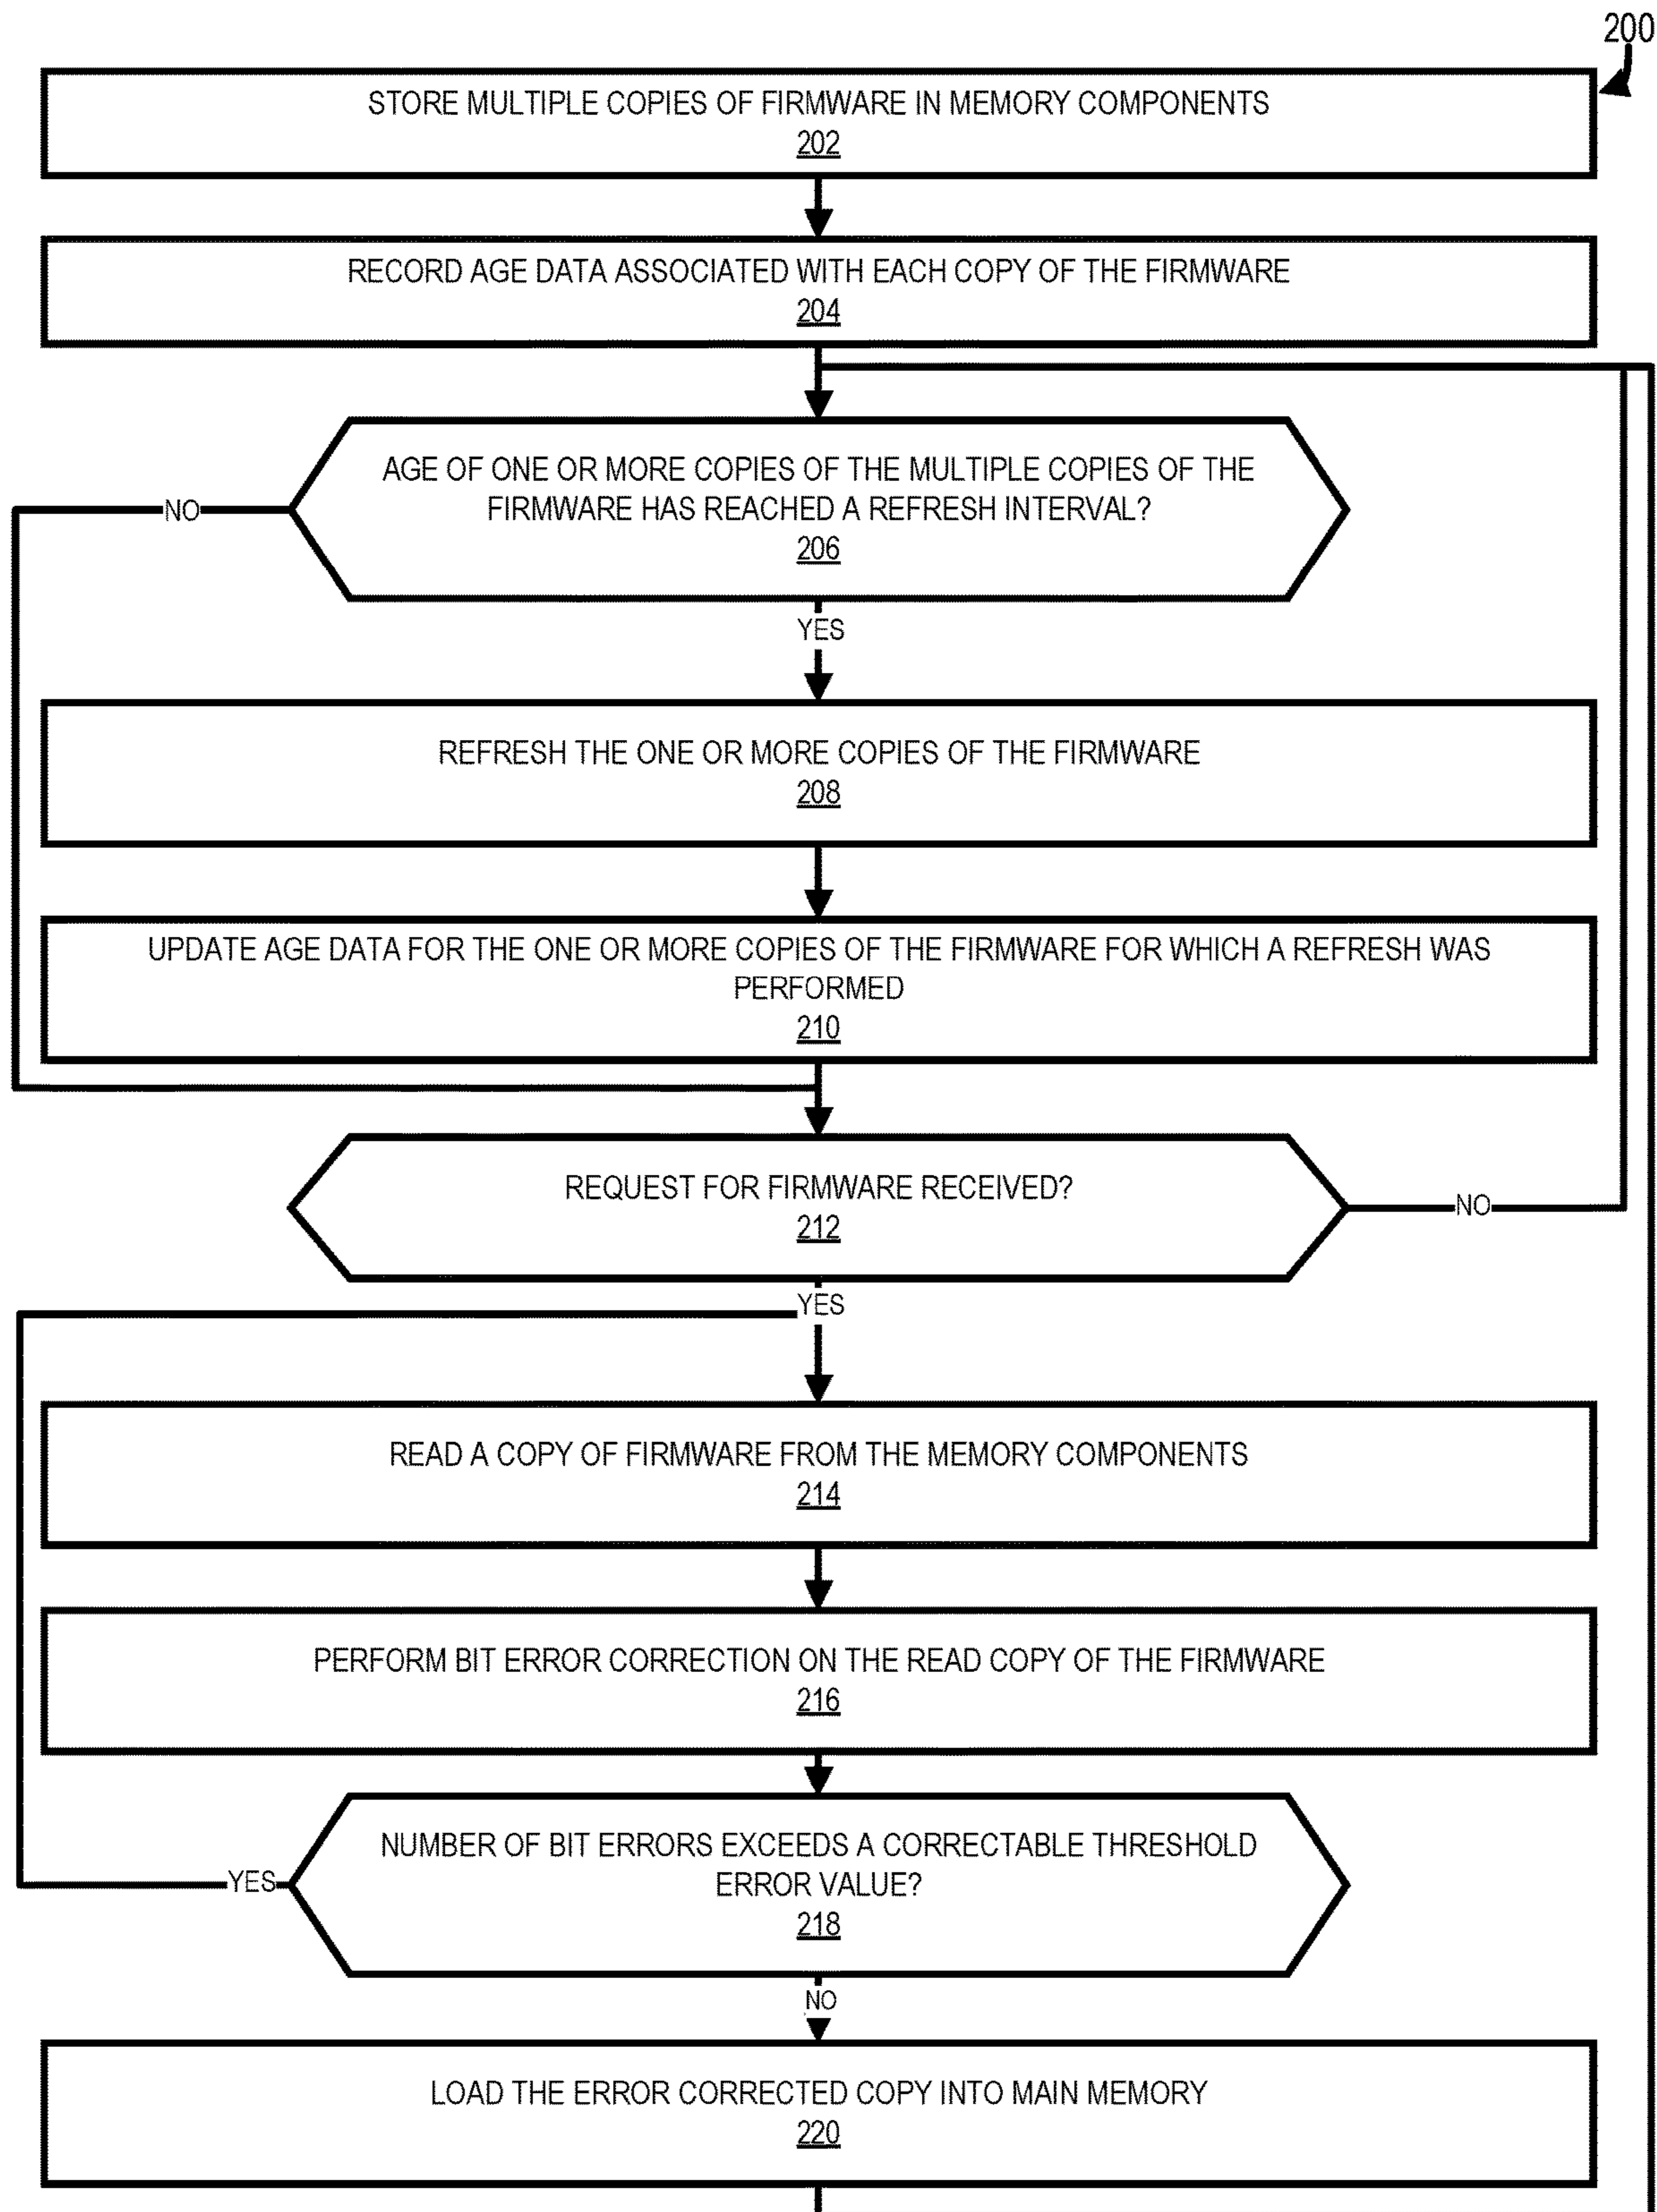 200
STORE MULTIPLE COPIES OF FIRMWARE IN MEMORY COMPONENTS
202
RECORD AGE DATA ASSOCIATED WITH EACH COPY OF THE FIRMWARE
204
AGE OF ONE OR MORE COPIES OF THE MULTIPLE COPIES OF THE
FIRMWARE HAS REACHED A REFRESH INTERVAL?
206
NO
YES
REFRESH THE ONE OR MORE COPIES OF THE FIRMWARE
208
UPDATE AGE DATA FOR THE ONE OR MORE COPIES OF THE FIRMWARE FOR WHICH A REFRESH WAS
PERFORMED
210
REQUEST FOR FIRMWARE RECEIVED?
212
NO
YES
READ A COPY OF FIRMWARE FROM THE MEMORY COMPONENTS
214
PERFORM BIT ERROR CORRECTION ON THE READ COPY OF THE FIRMWARE
216
NUMBER OF BIT ERRORS EXCEEDS A CORRECTABLE THRESHOLD
ERROR VALUE?
218
YES
NO
LOAD THE ERROR CORRECTED COPY INTO MAIN MEMORY
220